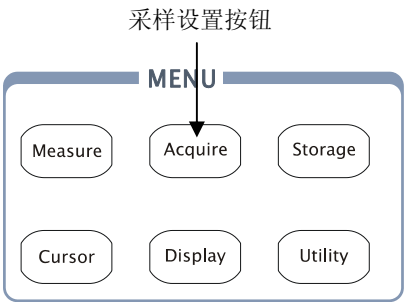 采样设置按钮
MENU
Measure Acquire Storage
Cursor Display Utility